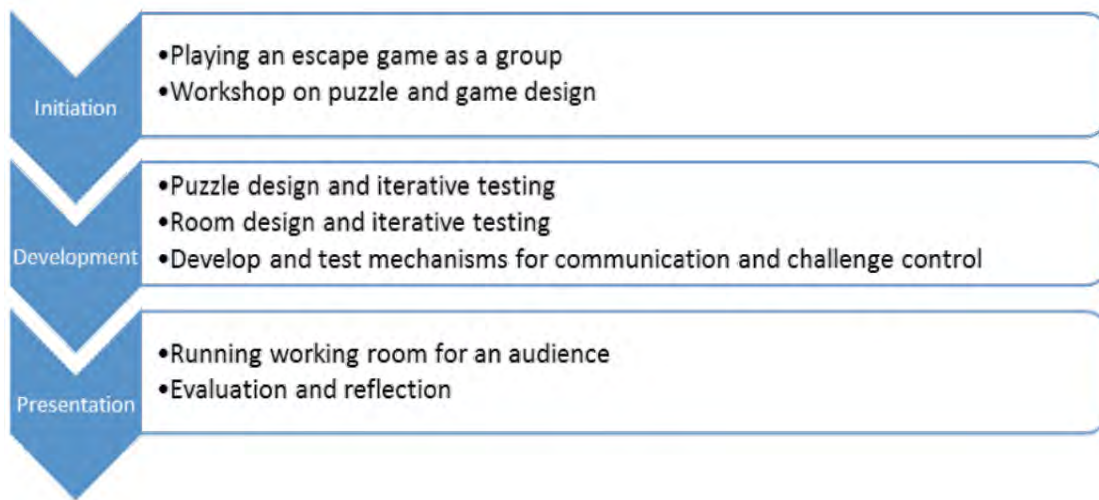 Initiation
•Playing an escape game as a group
•Workshop on puzzle and game design
Development
•Puzzle design and iterative testing
•Room design and iterative testing
•Develop and test mechanisms for communication and challenge control
Presentation
•Running working room for an audience
•Evaluation and reflection